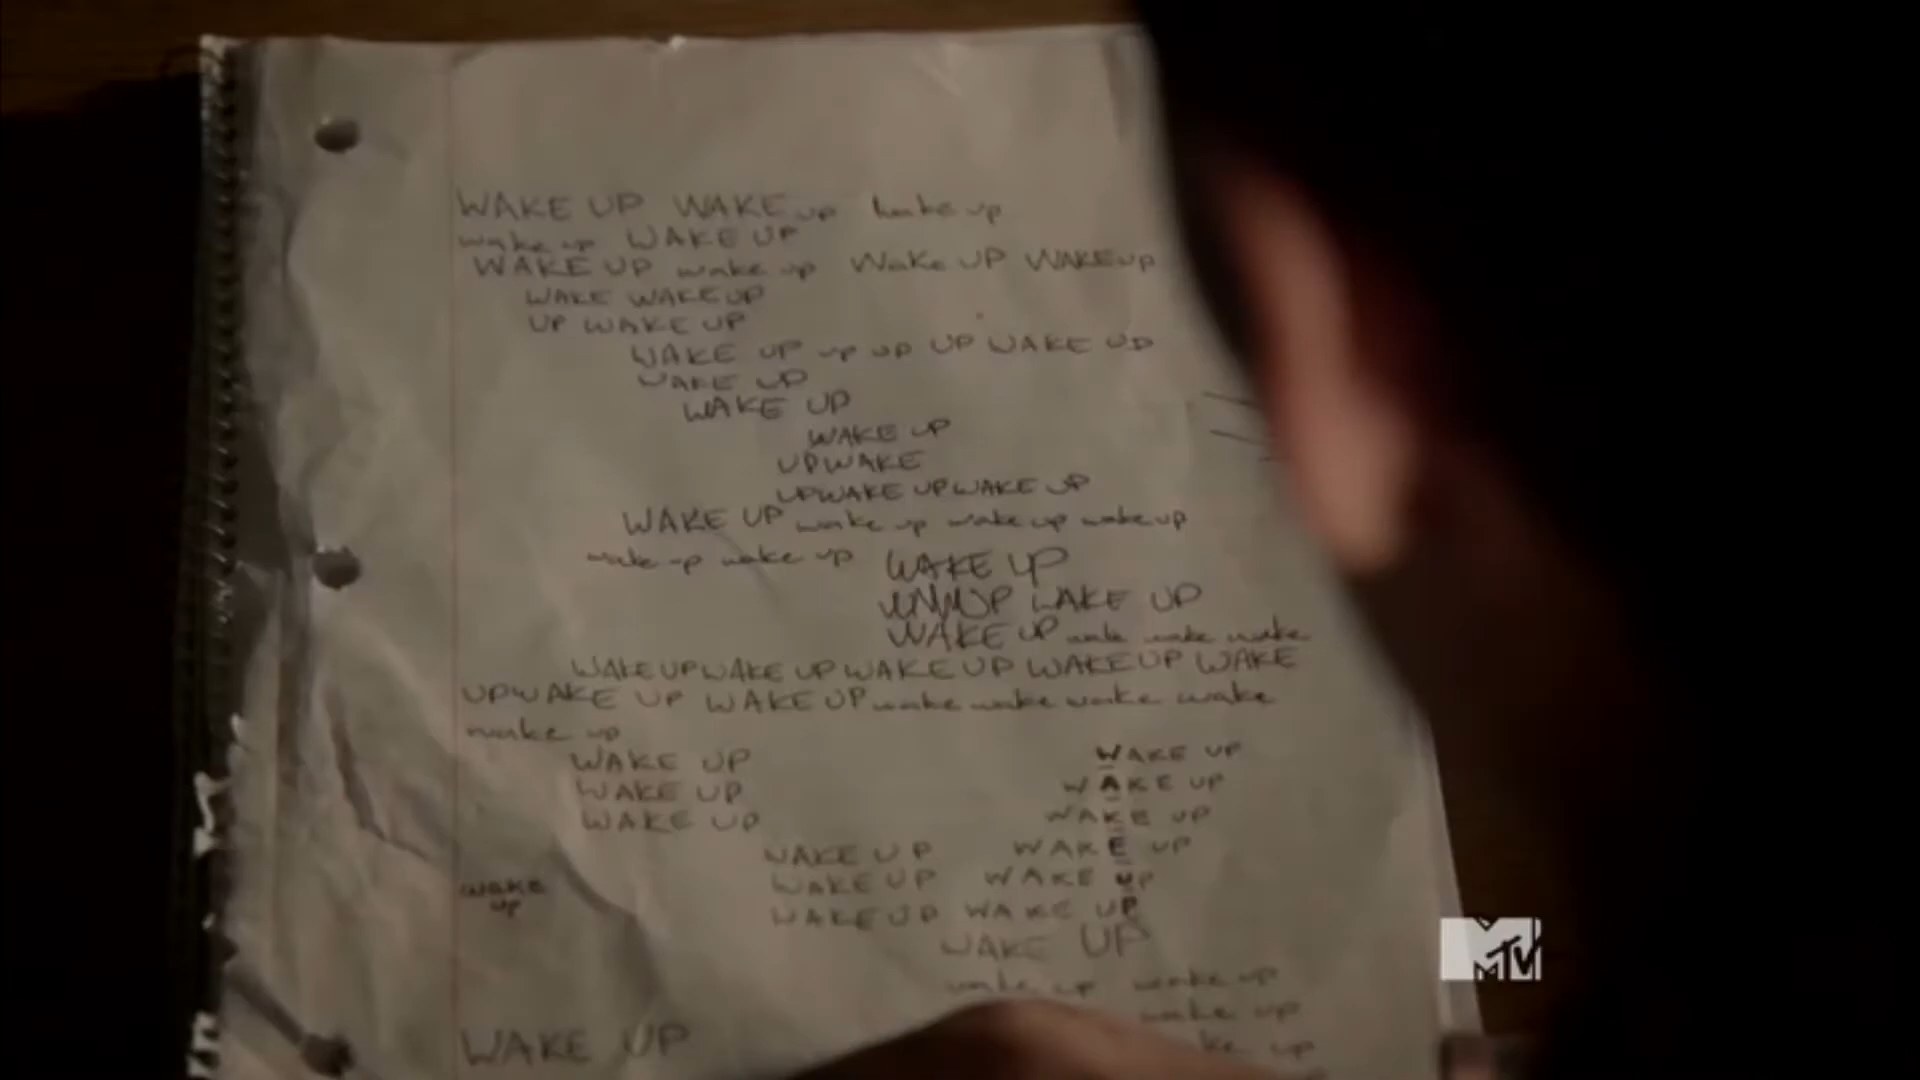 WAKE UP WAKE up wake up
wake up WAKE UP
WAKE UP wake up Wake UP WAKE up
WAKE WAKE UP
UP WAKE UP
WAKE UP up up UP WAKE UP
WAKE UP
WAKE UP
WAKE UP
UPWAKE
UPWAKE UPWAKE UP
WAKE UP wake up wake up wake up
wake up wake up WAKE UP
UP WAKE UP
WAKE UP wake wake wake
WAKE UPWAKE UP WAKE UP WAKEUP WAKE
UPWAKE UP WAKE UP wake wake wake wake
wake up
WAKE UP WAKE UP
WAKE UP WAKE UP
WAKE UP WAKE UP
WAKE UP WAKE UP
WAKE UP WAKE UP
wake
up
WAKE UP WAKE UP
WAKE UP
wake up wake up
wake up
WAKE UP ke up
MTV